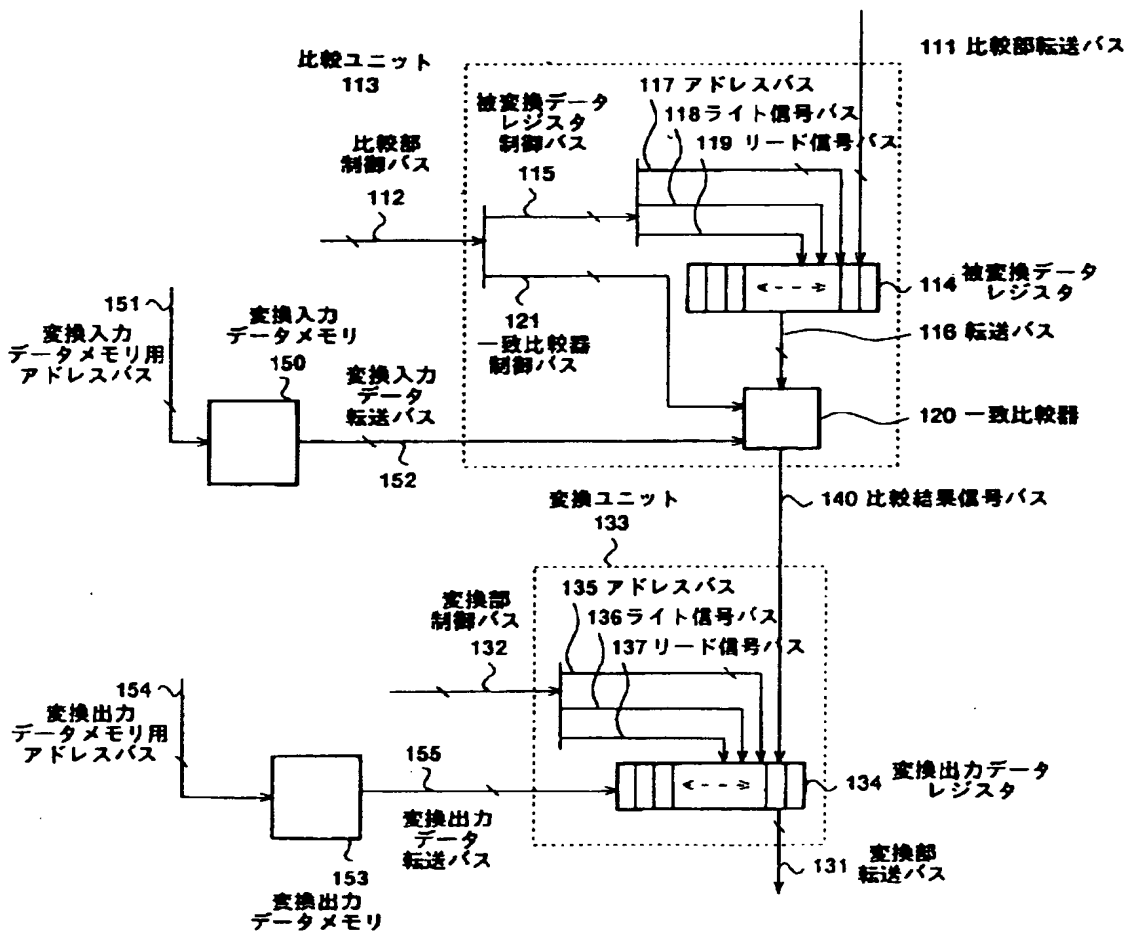 111 比較部転送バス
比較ユニット
113
117 アドレスバス
118 ライト信号バス
119 リード信号バス
被変換データ
レジスタ
制御バス
115
比較部
制御バス
112
114 被変換データ
レジスタ
116 転送バス
121
一致比較器
制御バス
151
変換入力
データメモリ用
アドレスバス
変換入力
データメモリ
150
変換入力
データ
転送バス
152
120 一致比較器
140 比較結果信号バス
変換ユニット
133
135 アドレスバス
136 ライト信号バス
137 リード信号バス
変換部
制御バス
132
154
変換出力
データメモリ用
アドレスバス
155
変換出力
データ
転送バス
134 変換出力データ
レジスタ
153
変換出力
データメモリ
131 変換部
転送バス